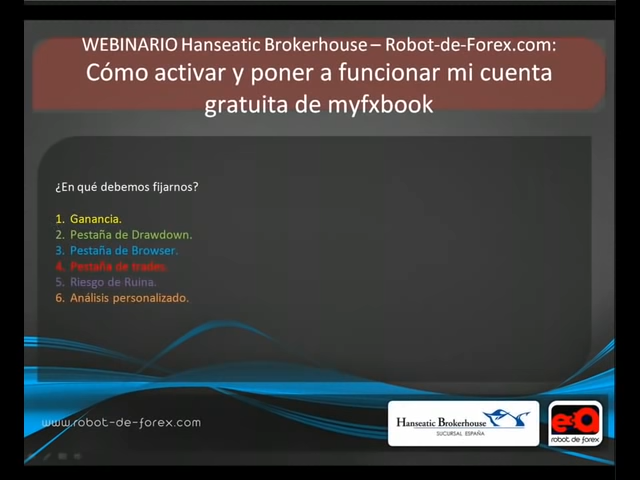 WEBINARIO Hanseatic Brokerhouse – Robot-de-Forex.com:
Cómo activar y poner a funcionar mi cuenta
gratuita de myfxbook
¿En qué debemos fijarnos?
1. Ganancia.
2. Pestaña de Drawdown.
3. Pestaña de Browser.
4. Pestaña de trades.
5. Riesgo de Ruina.
6. Análisis personalizado.
www.robot-de-forex.com
Hanseatic Brokerhouse
SUCURSAL ESPAÑA
robot de forex